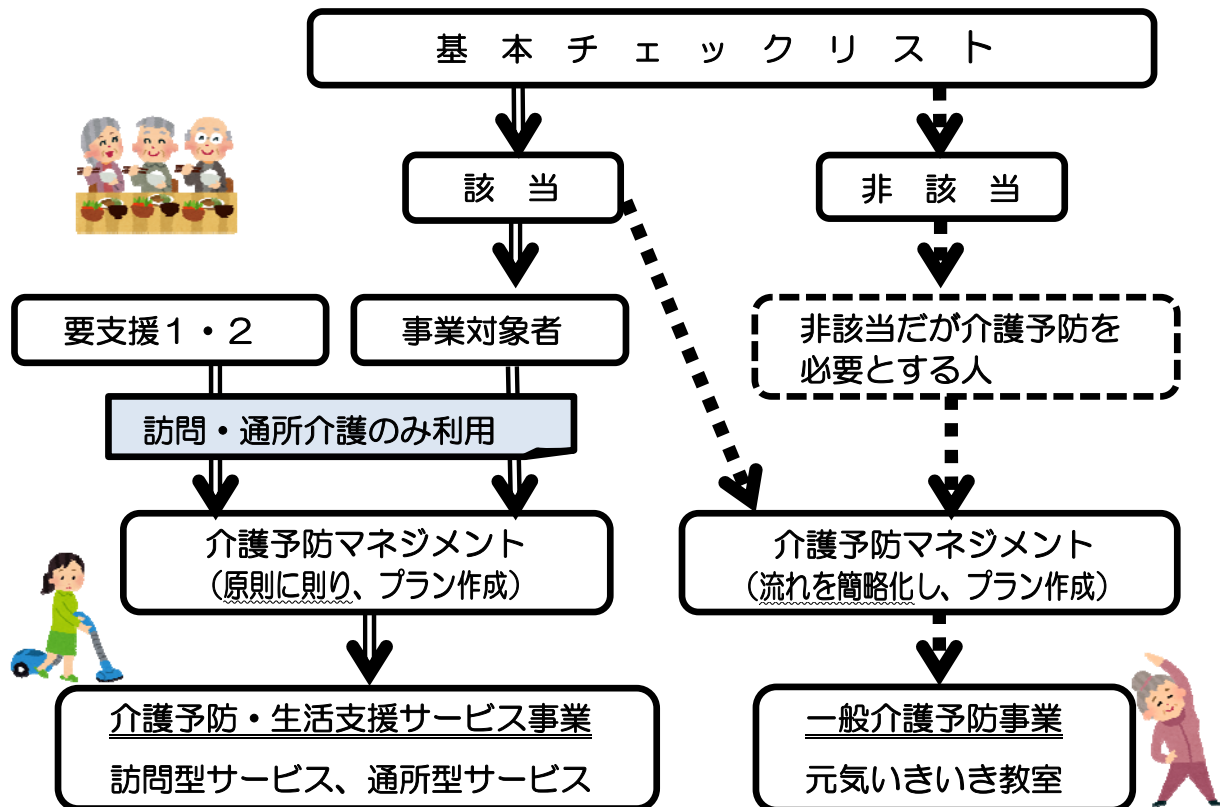 基本チェックリスト
該当
非該当
要支援1・2
事業対象者
非該当だが介護予防を
必要とする人
訪問・通所介護のみ利用
介護予防マネジメント
（原則に則り、プラン作成）
介護予防マネジメント
（流れを簡略化し、プラン作成）
介護予防・生活支援サービス事業
訪問型サービス、通所型サービス
一般介護予防事業
元気いきいき教室